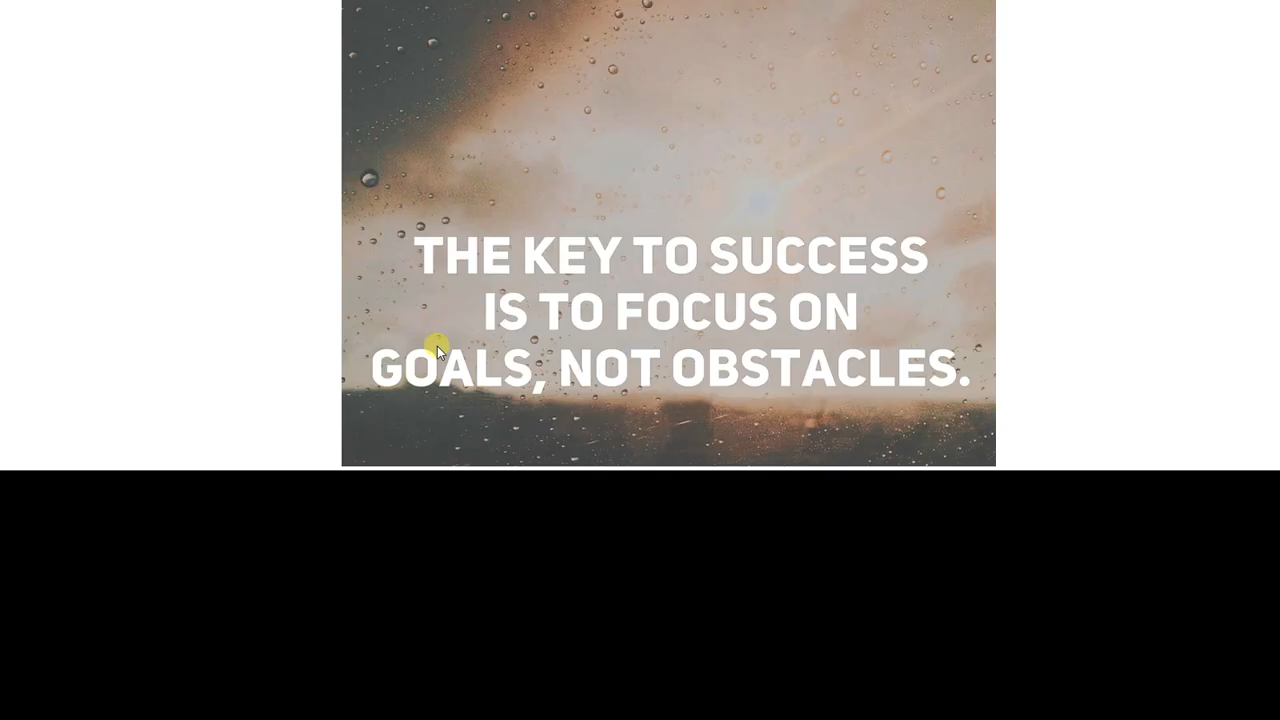 THE KEY TO SUCCESS
IS TO FOCUS ON
GOALS, NOT OBSTACLES.